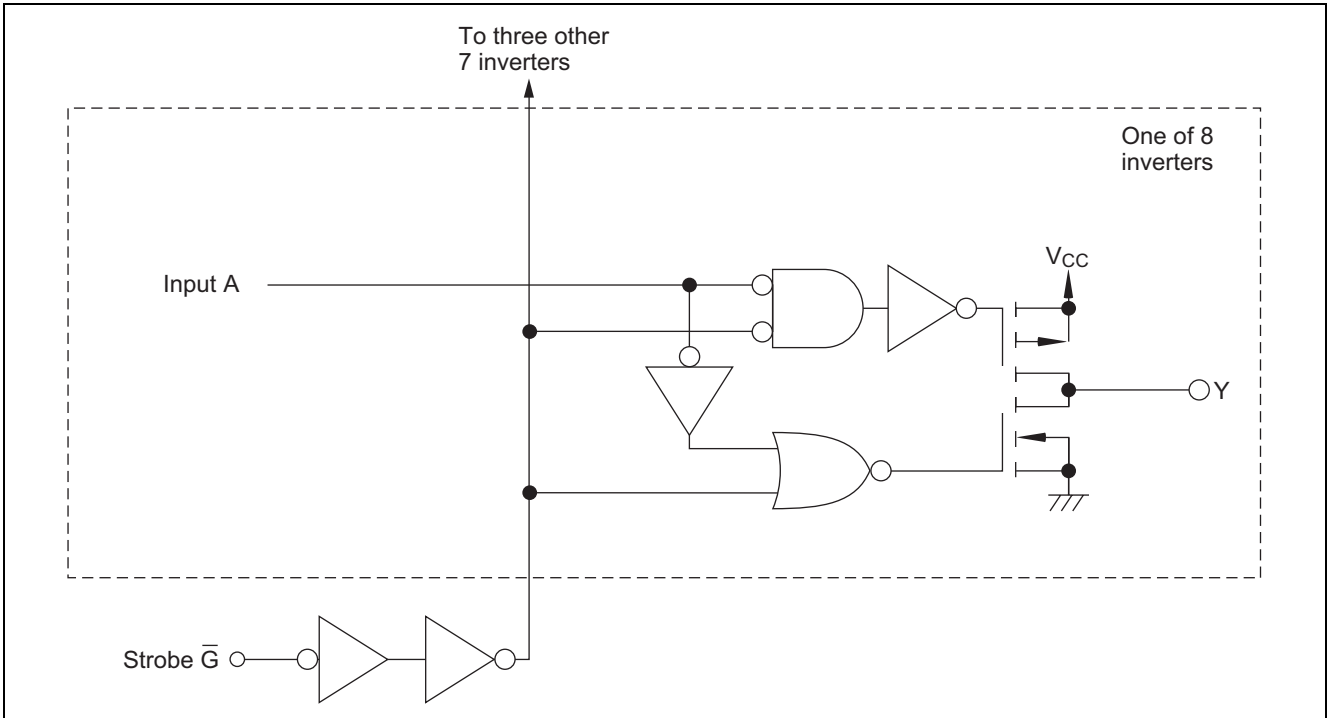 To three other
7 inverters
One of 8
inverters
Input A
VCC
Y
Strobe G̅